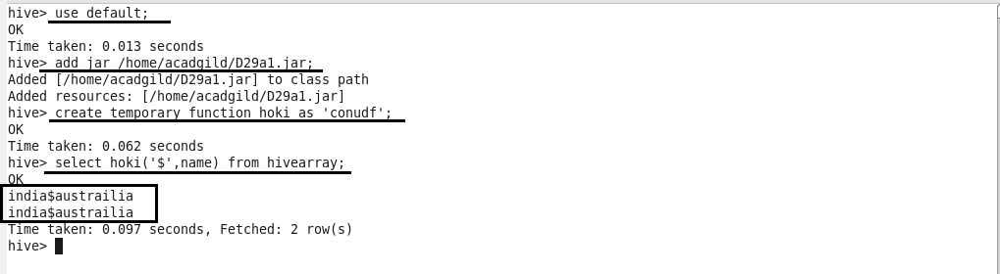 hive> use default;
OK
Time taken: 0.013 seconds
hive> add jar /home/acadgild/D29a1.jar;
Added [/home/acadgild/D29a1.jar] to class path
Added resources: [/home/acadgild/D29a1.jar]
hive> create temporary function hoki as 'conudf';
OK
Time taken: 0.062 seconds
hive> select hoki('$',name) from hivearray;
OK
india$austrailia
india$austrailia
Time taken: 0.097 seconds, Fetched: 2 row(s)
hive>